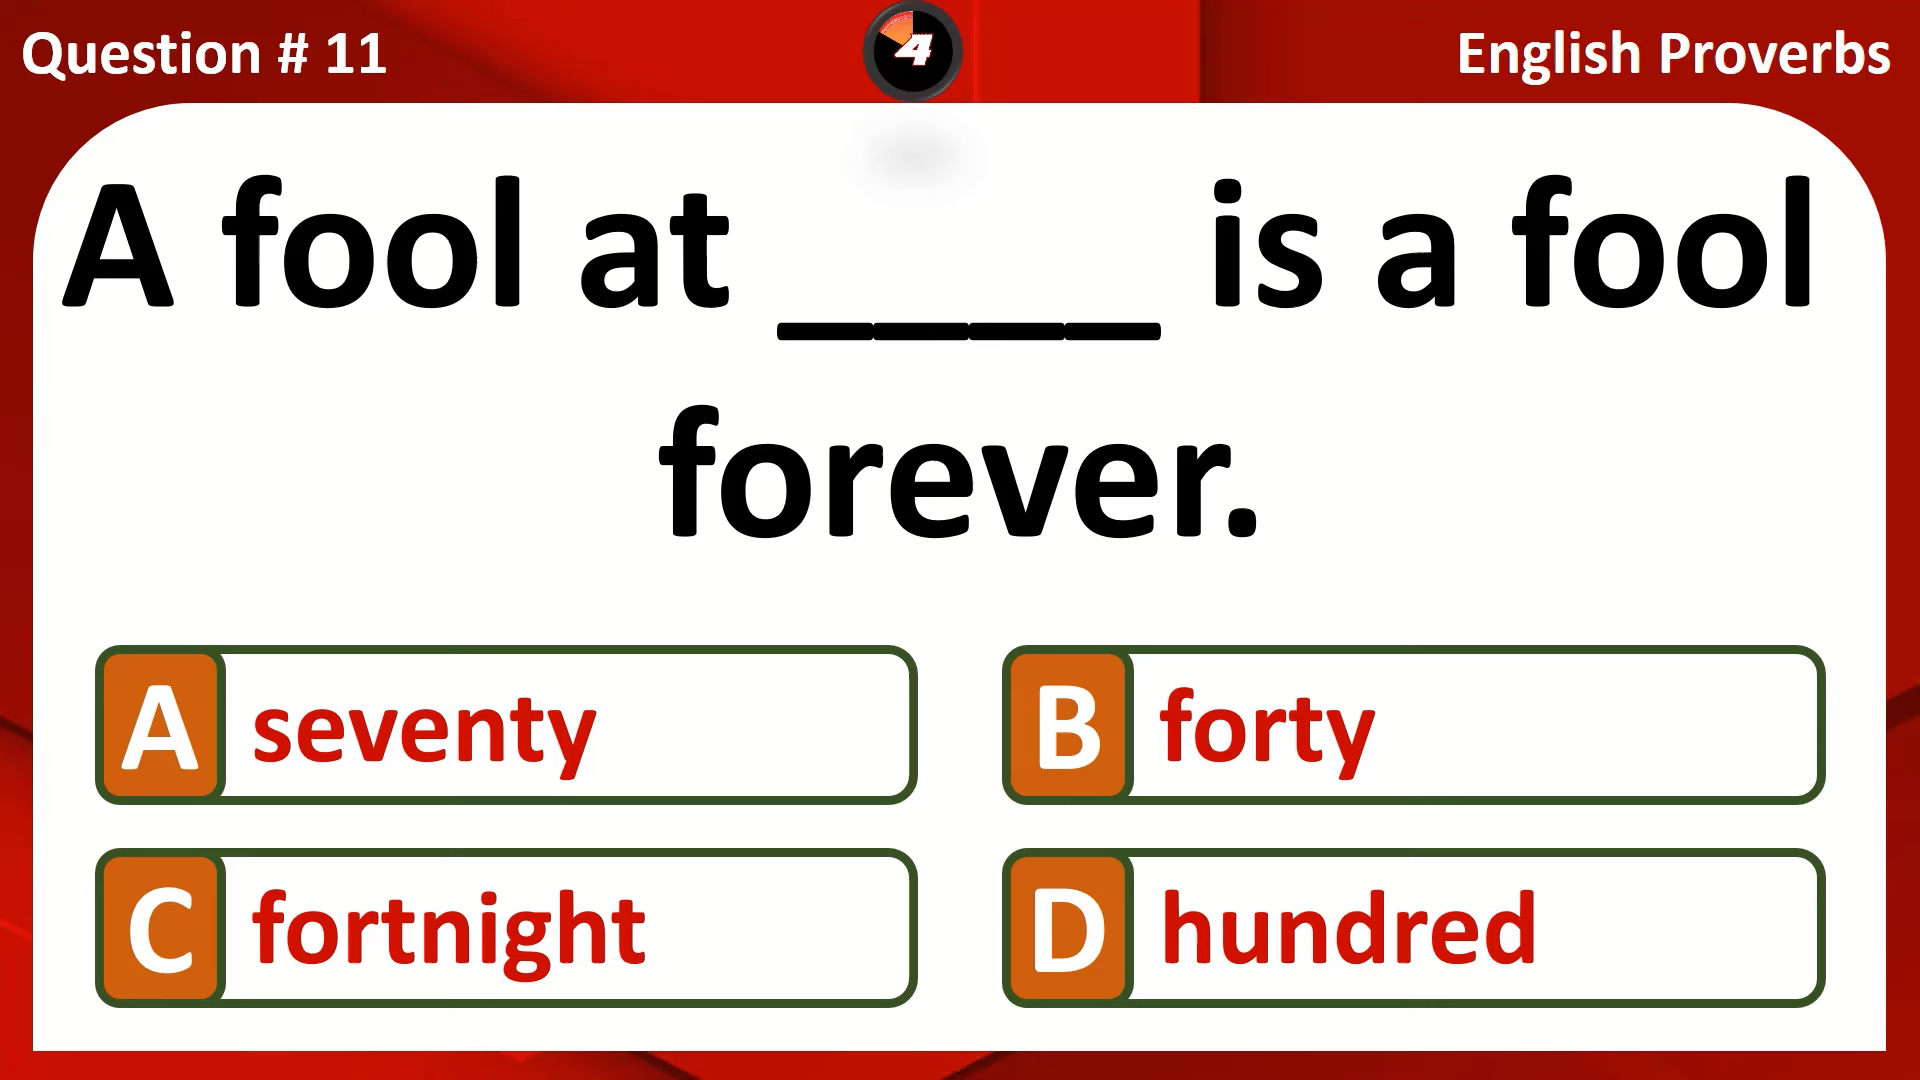 Question # 11
4
English Proverbs
A fool at ____ is a fool
forever.
A seventy
B forty
C fortnight
D hundred